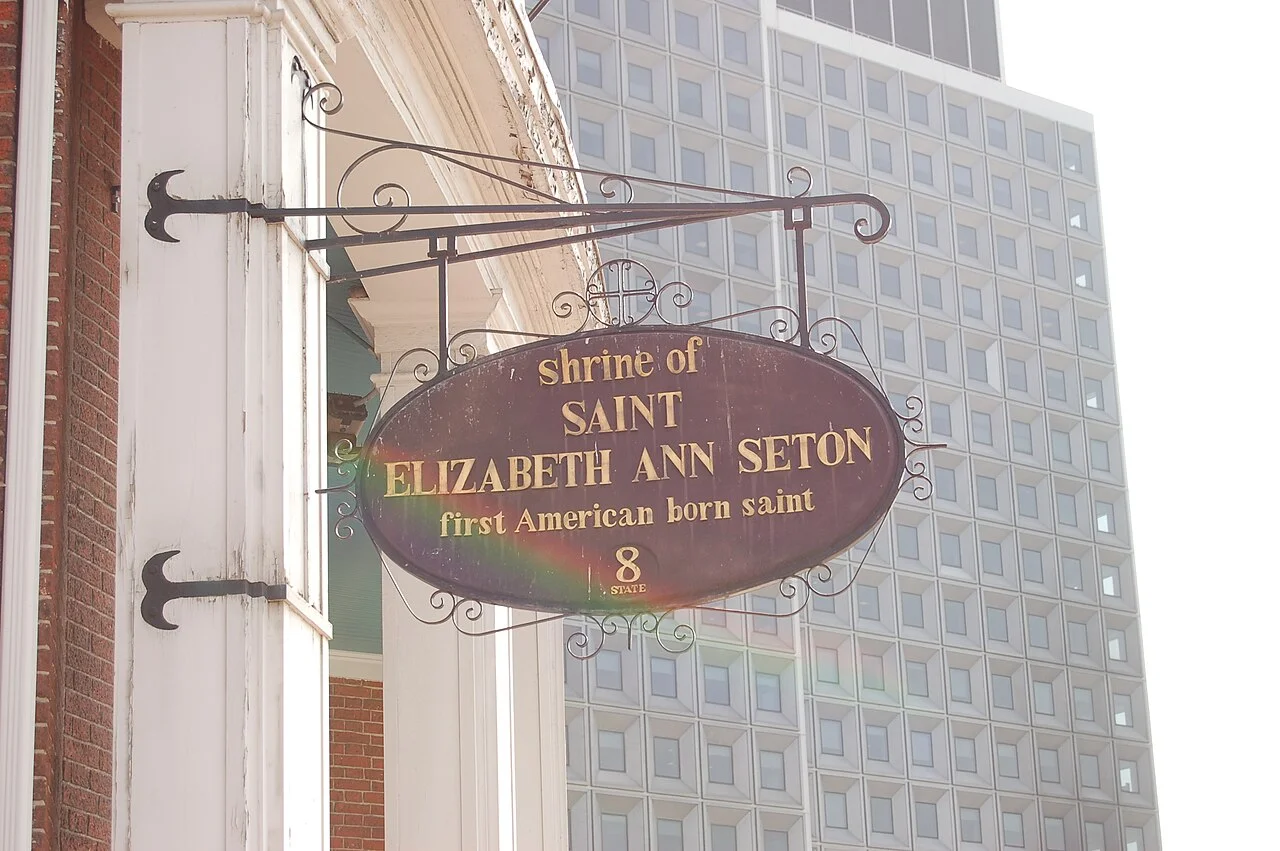 shrine of
SAINT
ELIZABETH ANN SETON
first American born saint
8
STATE